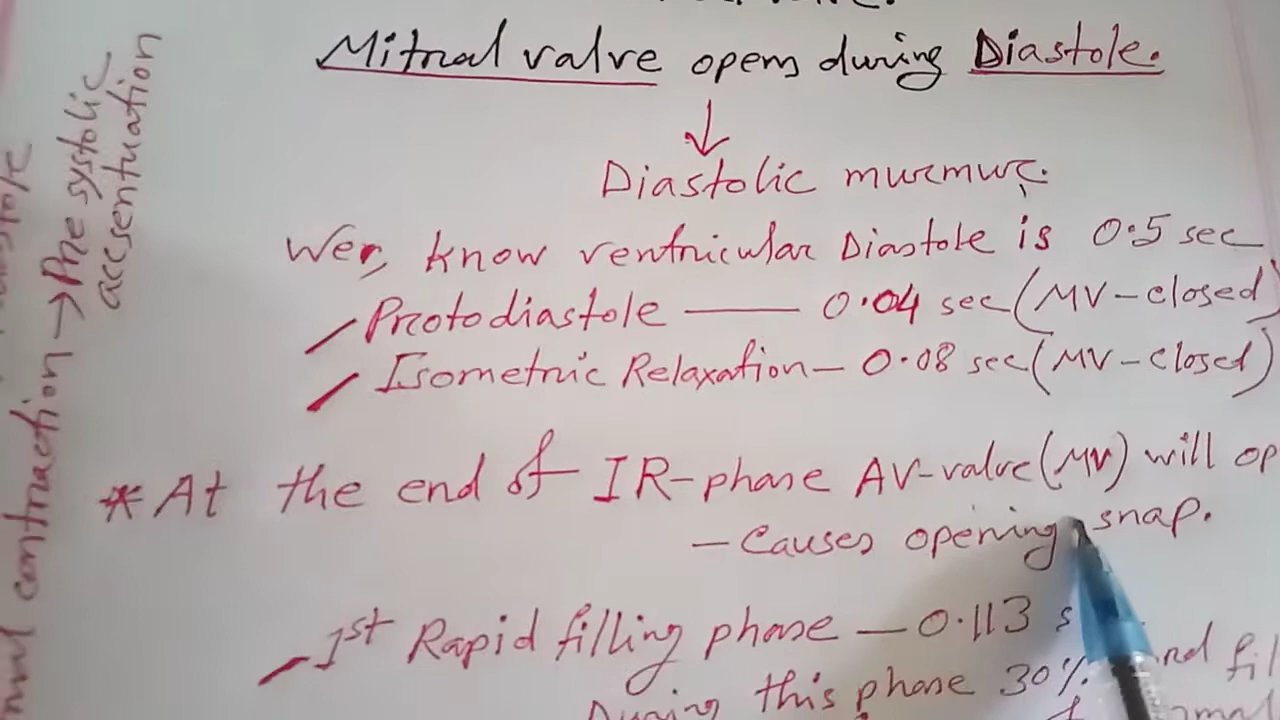 Mitral valve opens during Diastole.
↓
Diastolic murmur.
We, know ventricular Diastole is 0.5 sec
Protodiastole — 0.04 sec (MV-closed)
Isometric Relaxation — 0.08 sec (MV-closed)
* At the end of IR-phase AV-valve (MV) will op
- Causes opening snap.
1st Rapid filling phase — 0.113 s
During this phase 30%
contraction → Pre systolic
accsentuation